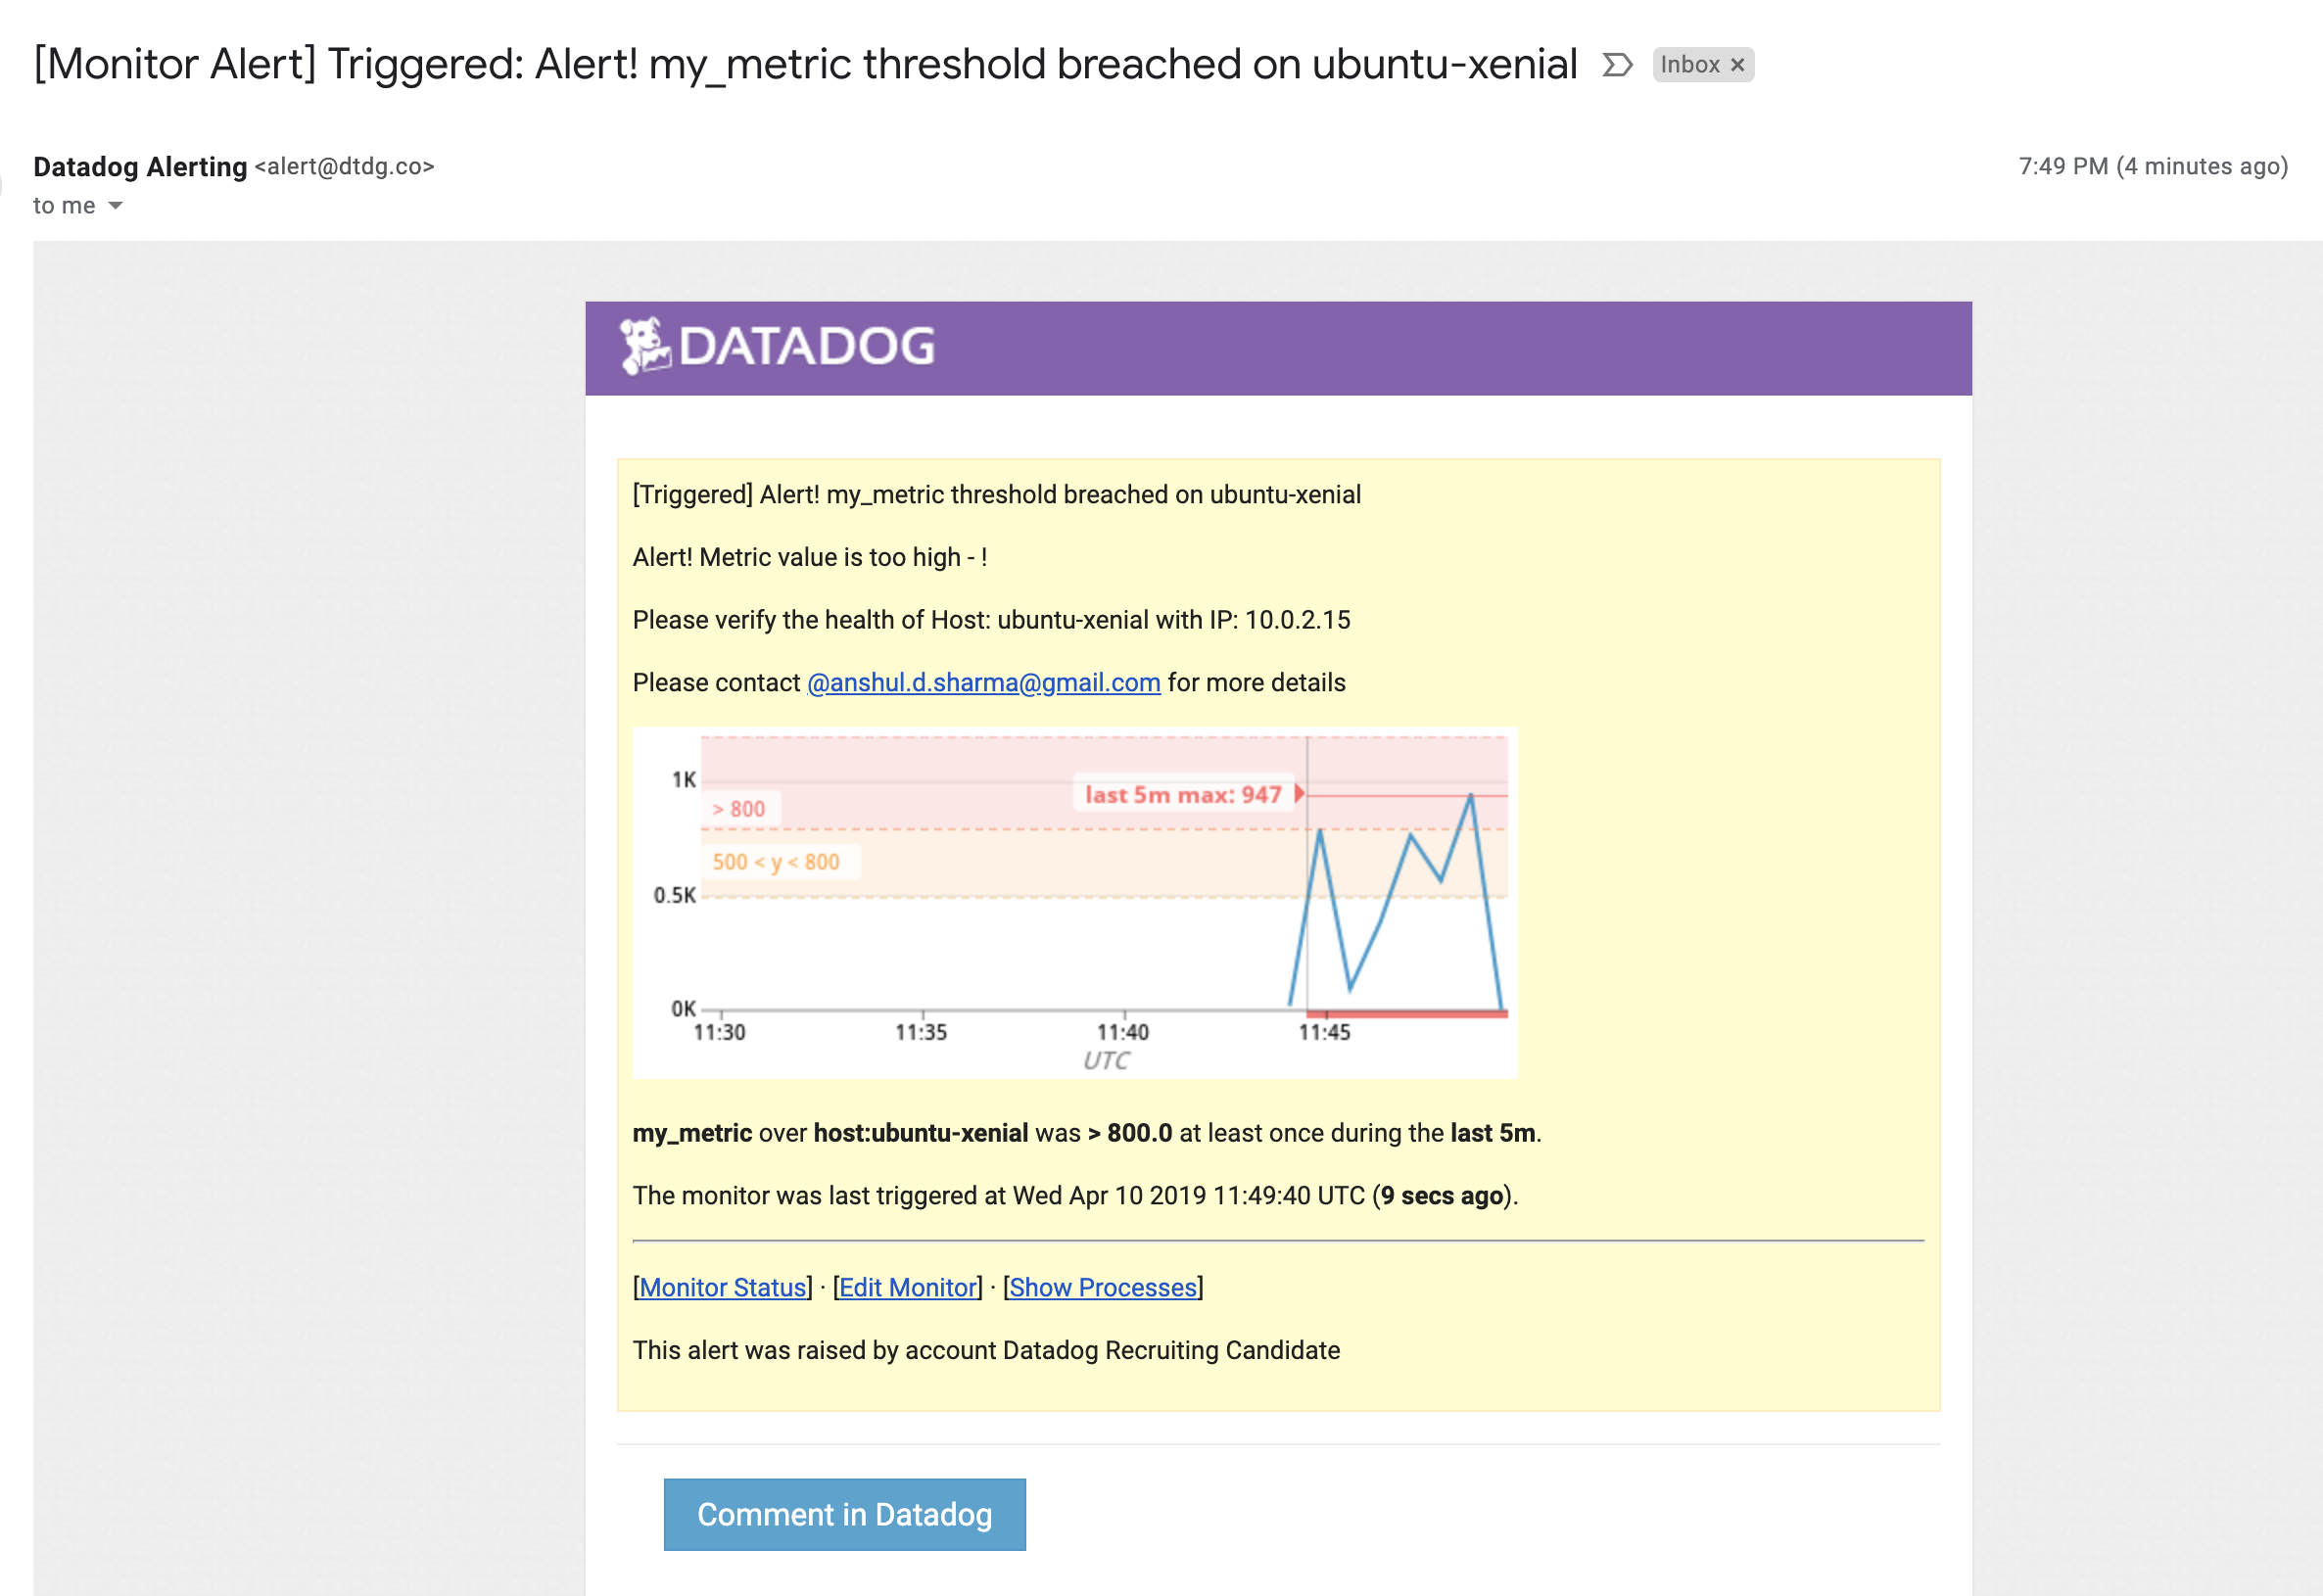 [Monitor Alert] Triggered: Alert! my_metric threshold breached on ubuntu-xenial Inbox ×
Datadog Alerting <alert@dtdg.co> 7:49 PM (4 minutes ago)
to me
DATADOG
[Triggered] Alert! my_metric threshold breached on ubuntu-xenial
Alert! Metric value is too high - !
Please verify the health of Host: ubuntu-xenial with IP: 10.0.2.15
Please contact @anshul.d.sharma@gmail.com for more details
1K
last 5m max: 947
> 800
500 < y < 800
0.5K
0K
11:30 11:35 11:40 11:45
UTC
my_metric over host:ubuntu-xenial was > 800.0 at least once during the last 5m.
The monitor was last triggered at Wed Apr 10 2019 11:49:40 UTC (9 secs ago).
[Monitor Status] · [Edit Monitor] · [Show Processes]
This alert was raised by account Datadog Recruiting Candidate
Comment in Datadog